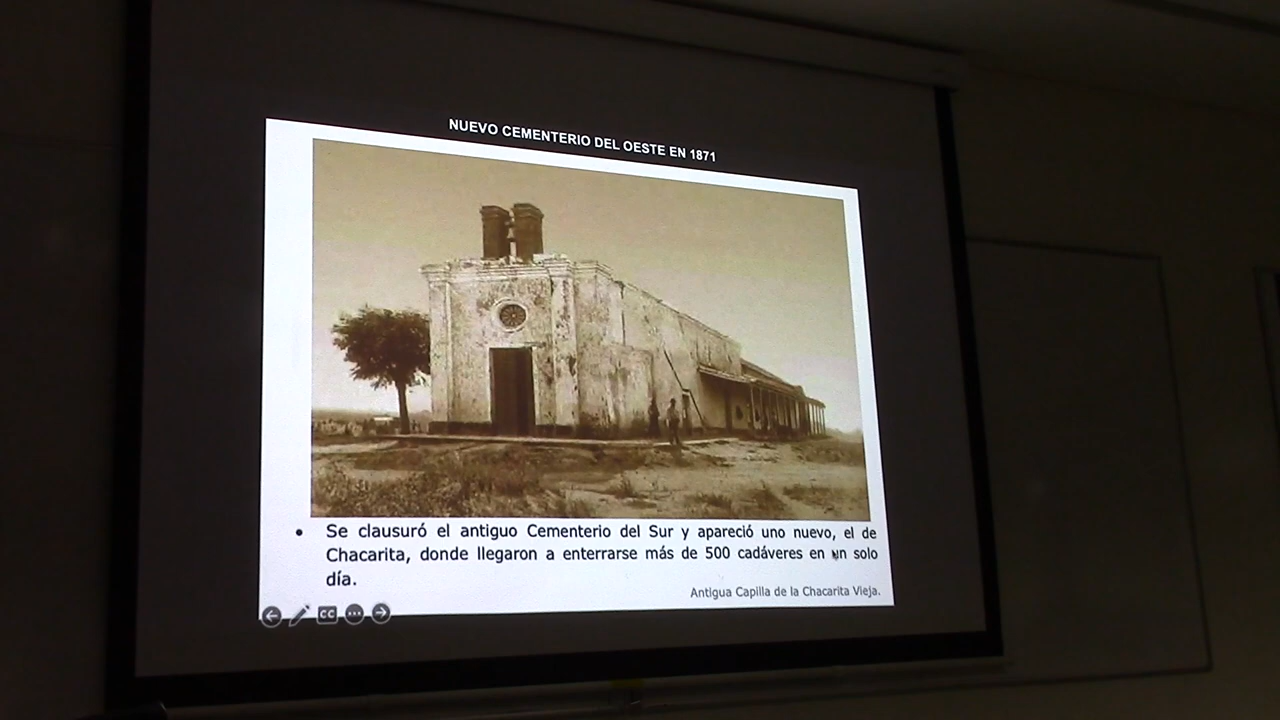 NUEVO CEMENTERIO DEL OESTE EN 1871
• Se clausuró el antiguo Cementerio del Sur y apareció uno nuevo, el de
Chacarita, donde llegaron a enterrarse más de 500 cadáveres en un solo
día.
Antigua Capilla de la Chacarita Vieja.
CC